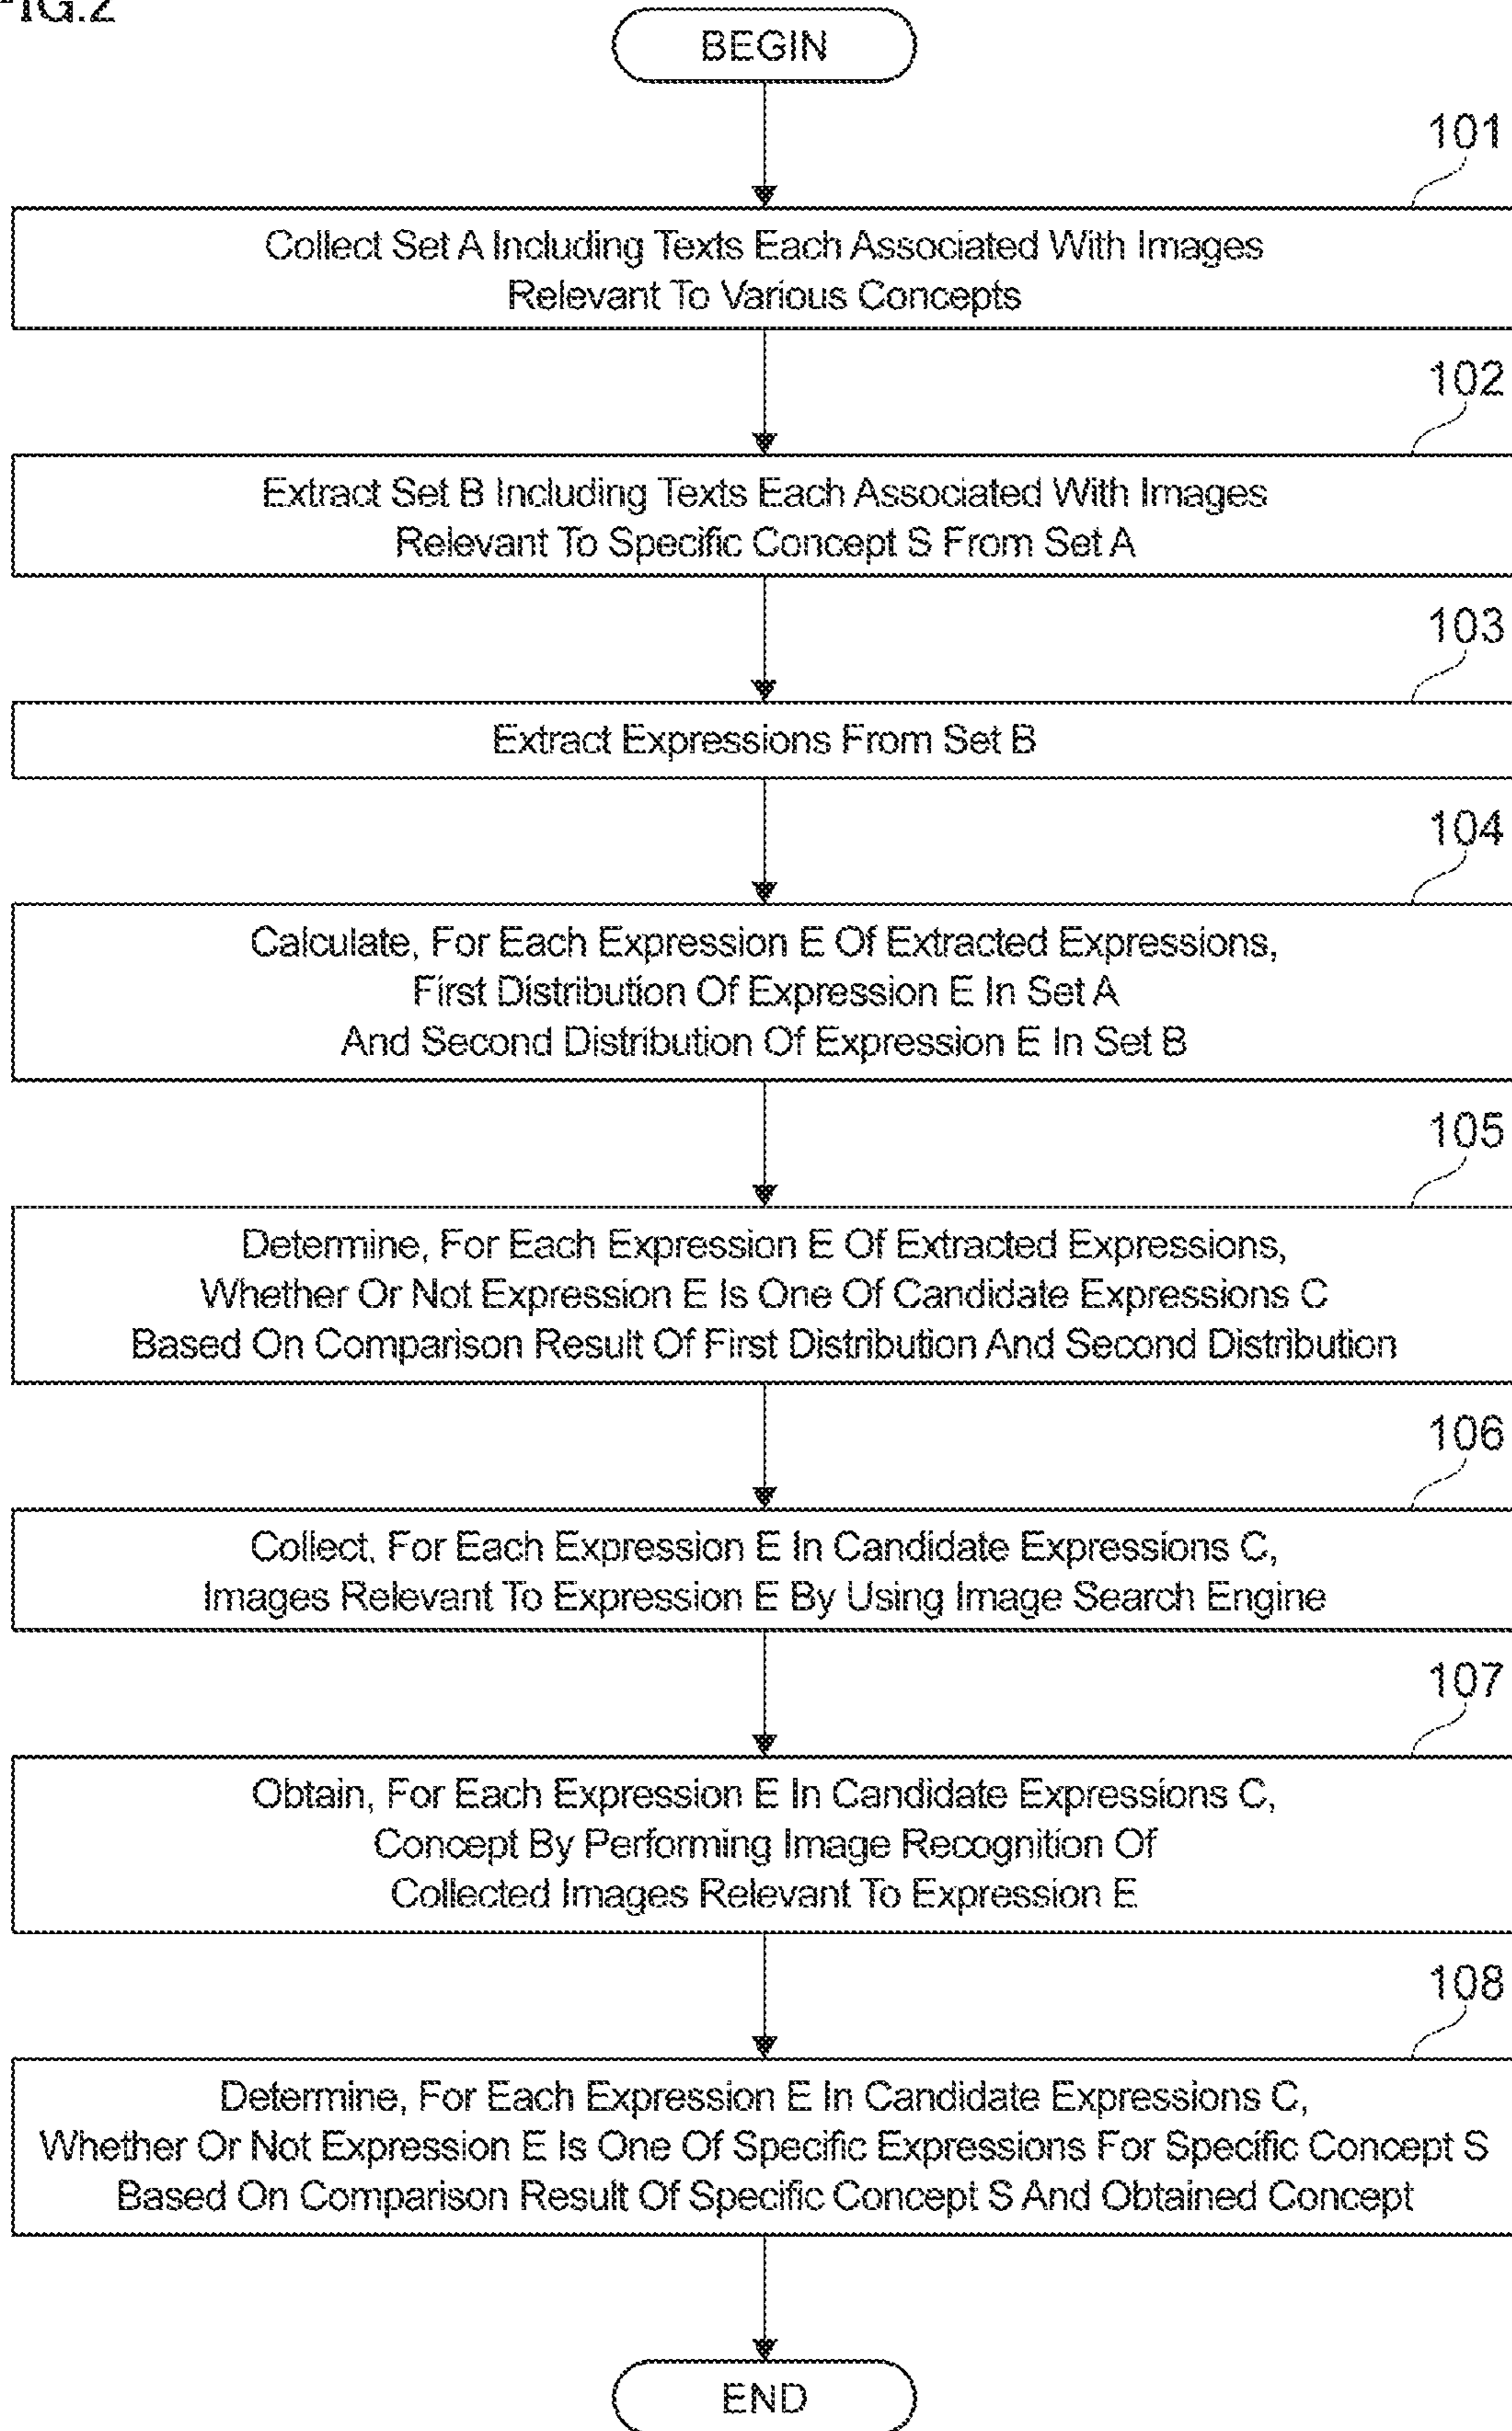 FIG.2
BEGIN
101
Collect Set A Including Texts Each Associated With Images
Relevant To Various Concepts
102
Extract Set B Including Texts Each Associated With Images
Relevant To Specific Concept S From Set A
103
Extract Expressions From Set B
104
Calculate, For Each Expression E Of Extracted Expressions,
First Distribution Of Expression E In Set A
And Second Distribution Of Expression E In Set B
105
Determine, For Each Expression E Of Extracted Expressions,
Whether Or Not Expression E Is One Of Candidate Expressions C
Based On Comparison Result Of First Distribution And Second Distribution
106
Collect, For Each Expression E In Candidate Expressions C,
Images Relevant To Expression E By Using Image Search Engine
107
Obtain, For Each Expression E In Candidate Expressions C,
Concept By Performing Image Recognition Of
Collected Images Relevant To Expression E
108
Determine, For Each Expression E In Candidate Expressions C,
Whether Or Not Expression E Is One Of Specific Expressions For Specific Concept S
Based On Comparison Result Of Specific Concept S And Obtained Concept
END